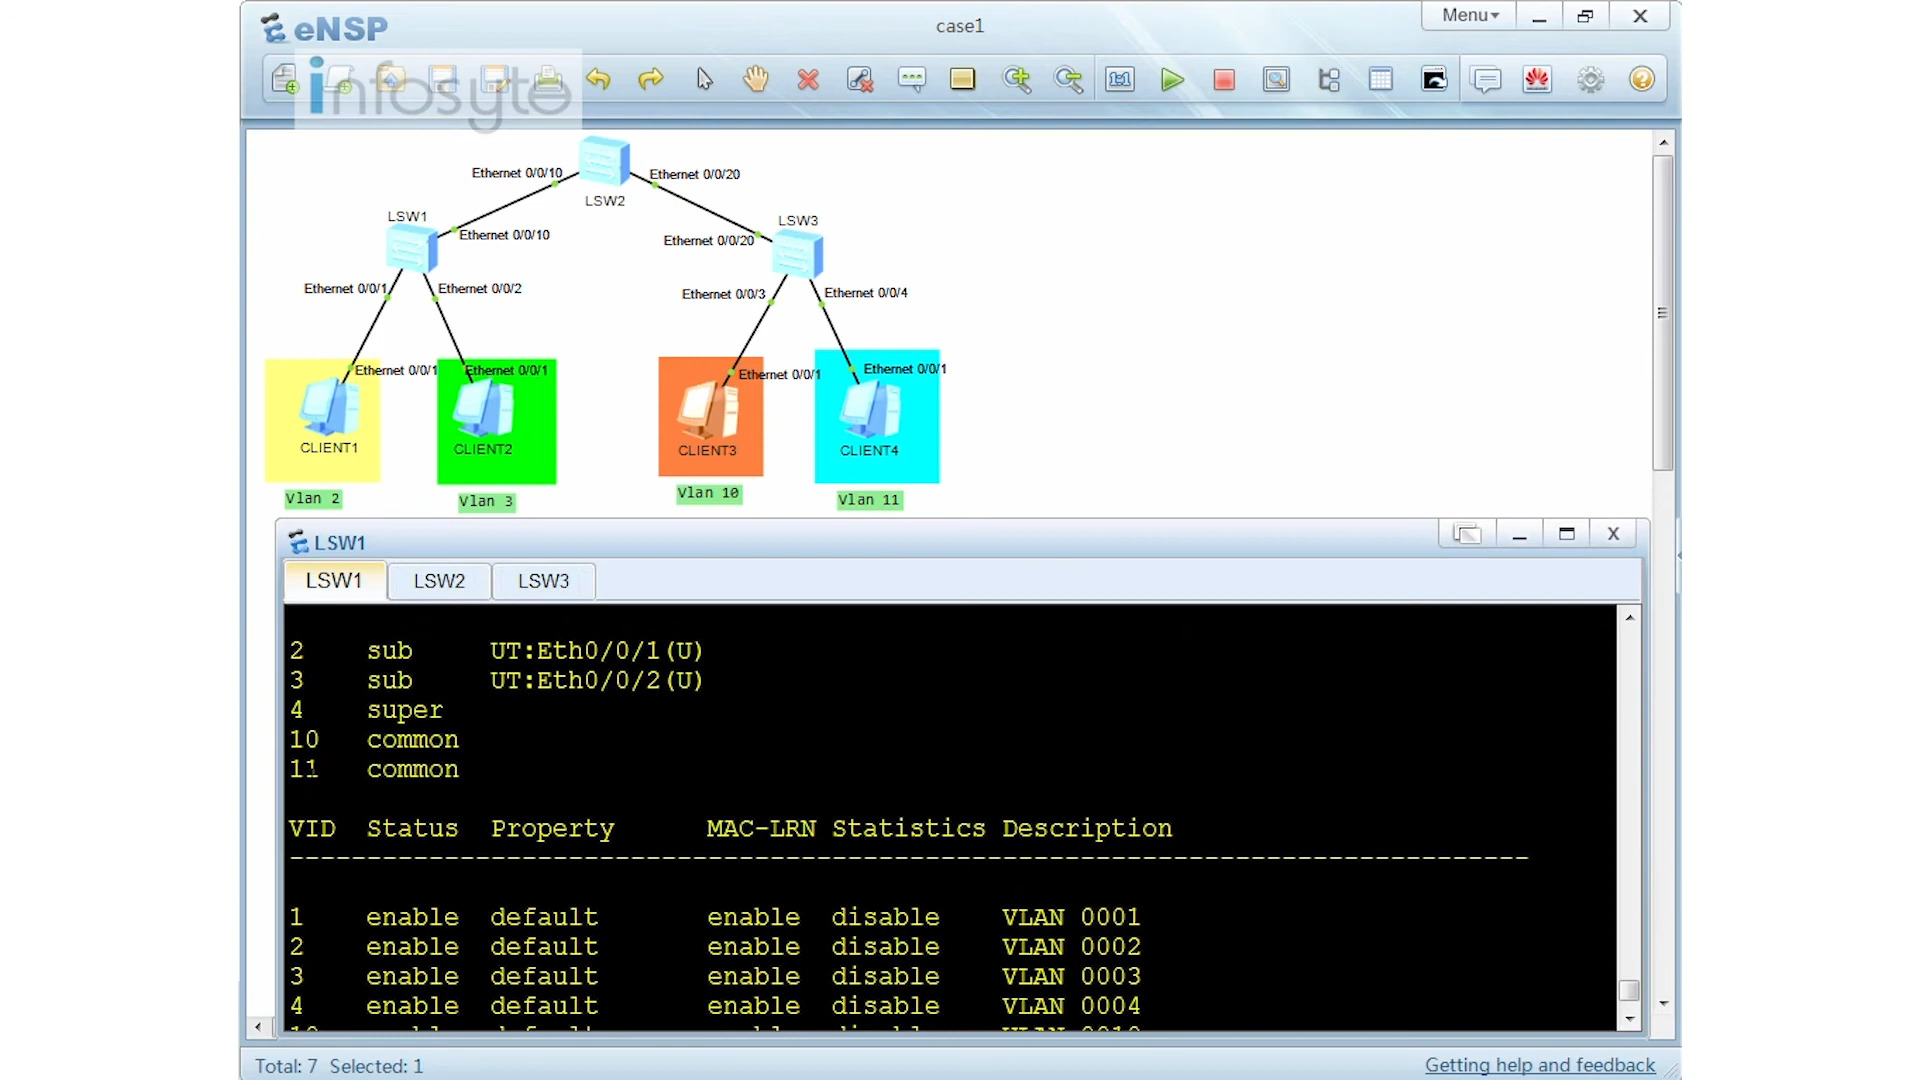 eNSP
case1
Menu
infosyte
Ethernet 0/0/10
Ethernet 0/0/20
LSW2
LSW1
LSW3
Ethernet 0/0/10
Ethernet 0/0/20
Ethernet 0/0/1
Ethernet 0/0/2
Ethernet 0/0/3
Ethernet 0/0/4
Ethernet 0/0/1
Ethernet 0/0/1
Ethernet 0/0/1
Ethernet 0/0/1
CLIENT1
CLIENT2
CLIENT3
CLIENT4
Vlan 2
Vlan 3
Vlan 10
Vlan 11
LSW1
LSW1 LSW2 LSW3
2 sub UT:Eth0/0/1(U)
3 sub UT:Eth0/0/2(U)
4 super
10 common
11 common
VID Status Property MAC-LRN Statistics Description
--------------------------------------------------------------------------------
1 enable default enable disable VLAN 0001
2 enable default enable disable VLAN 0002
3 enable default enable disable VLAN 0003
4 enable default enable disable VLAN 0004
Total: 7 Selected: 1
Getting help and feedback